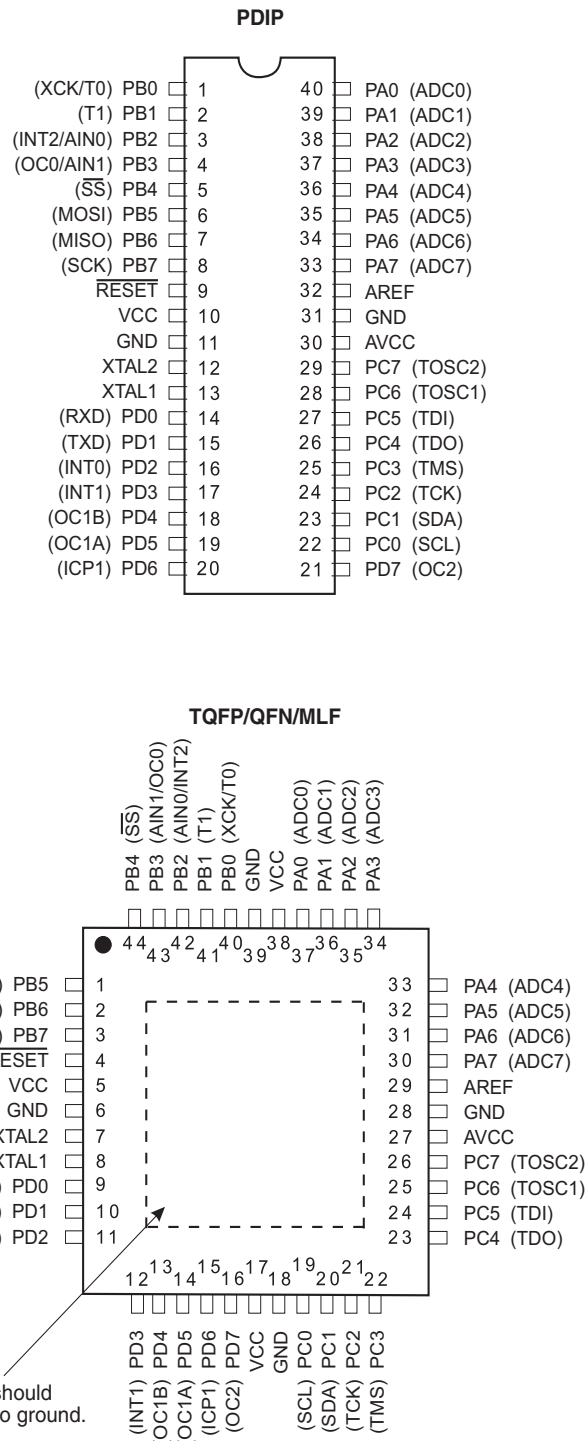 PDIP
(XCK/T0) PB0 1 40 PA0 (ADC0)
(T1) PB1 2 39 PA1 (ADC1)
(INT2/AIN0) PB2 3 38 PA2 (ADC2)
(OC0/AIN1) PB3 4 37 PA3 (ADC3)
(SS) PB4 5 36 PA4 (ADC4)
(MOSI) PB5 6 35 PA5 (ADC5)
(MISO) PB6 7 34 PA6 (ADC6)
(SCK) PB7 8 33 PA7 (ADC7)
RESET 9 32 AREF
VCC 10 31 GND
GND 11 30 AVCC
XTAL2 12 29 PC7 (TOSC2)
XTAL1 13 28 PC6 (TOSC1)
(RXD) PD0 14 27 PC5 (TDI)
(TXD) PD1 15 26 PC4 (TDO)
(INT0) PD2 16 25 PC3 (TMS)
(INT1) PD3 17 24 PC2 (TCK)
(OC1B) PD4 18 23 PC1 (SDA)
(OC1A) PD5 19 22 PC0 (SCL)
(ICP1) PD6 20 21 PD7 (OC2)
TQFP/QFN/MLF
PB4 (SS)
PB3 (AIN1/OC0)
PB2 (AIN0/INT2)
PB1 (T1)
PB0 (XCK/T0)
GND
VCC
PA0 (ADC0)
PA1 (ADC1)
PA2 (ADC2)
PA3 (ADC3)
44 43 42 41 40 39 38 37 36 35 34
PB5 1 33 PA4 (ADC4)
PB6 2 32 PA5 (ADC5)
PB7 3 31 PA6 (ADC6)
ESET 4 30 PA7 (ADC7)
VCC 5 29 AREF
GND 6 28 GND
TAL2 7 27 AVCC
TAL1 8 26 PC7 (TOSC2)
PD0 9 25 PC6 (TOSC1)
PD1 10 24 PC5 (TDI)
PD2 11 23 PC4 (TDO)
12 13 14 15 16 17 18 19 20 21 22
(INT1) PD3
OC1B) PD4
OC1A) PD5
(ICP1) PD6
(OC2) PD7
VCC
GND
(SCL) PC0
(SDA) PC1
(TCK) PC2
(TMS) PC3
should
to ground.